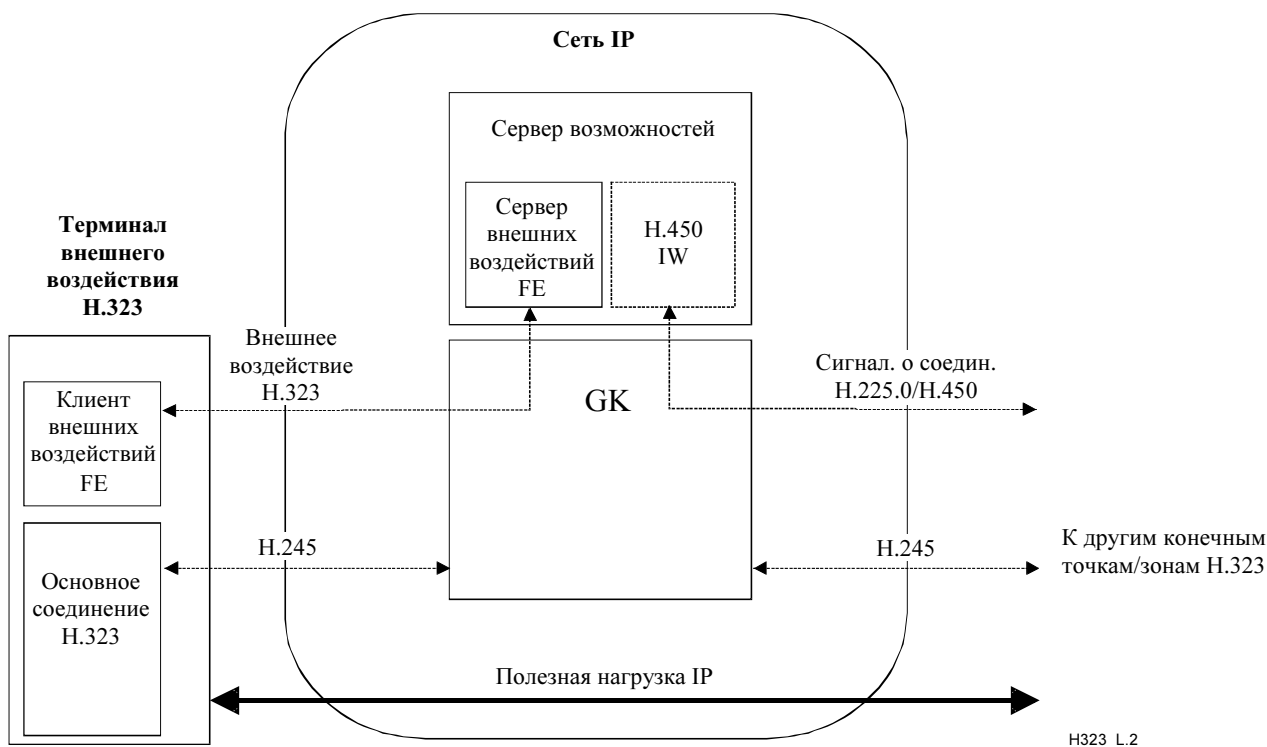 Сеть IP
Сервер возможностей
Сервер
внешних
воздействий
FE
H.450
IW
Терминал
внешнего
воздействия
H.323
Внешнее
воздействие
H.323
Сигнал. о соедин.
H.225.0/H.450
GK
Клиент
внешних
воздействий
FE
H.245
H.245
К другим конечным
точкам/зонам H.323
Основное
соединение
H.323
Полезная нагрузка IP
H323_L.2